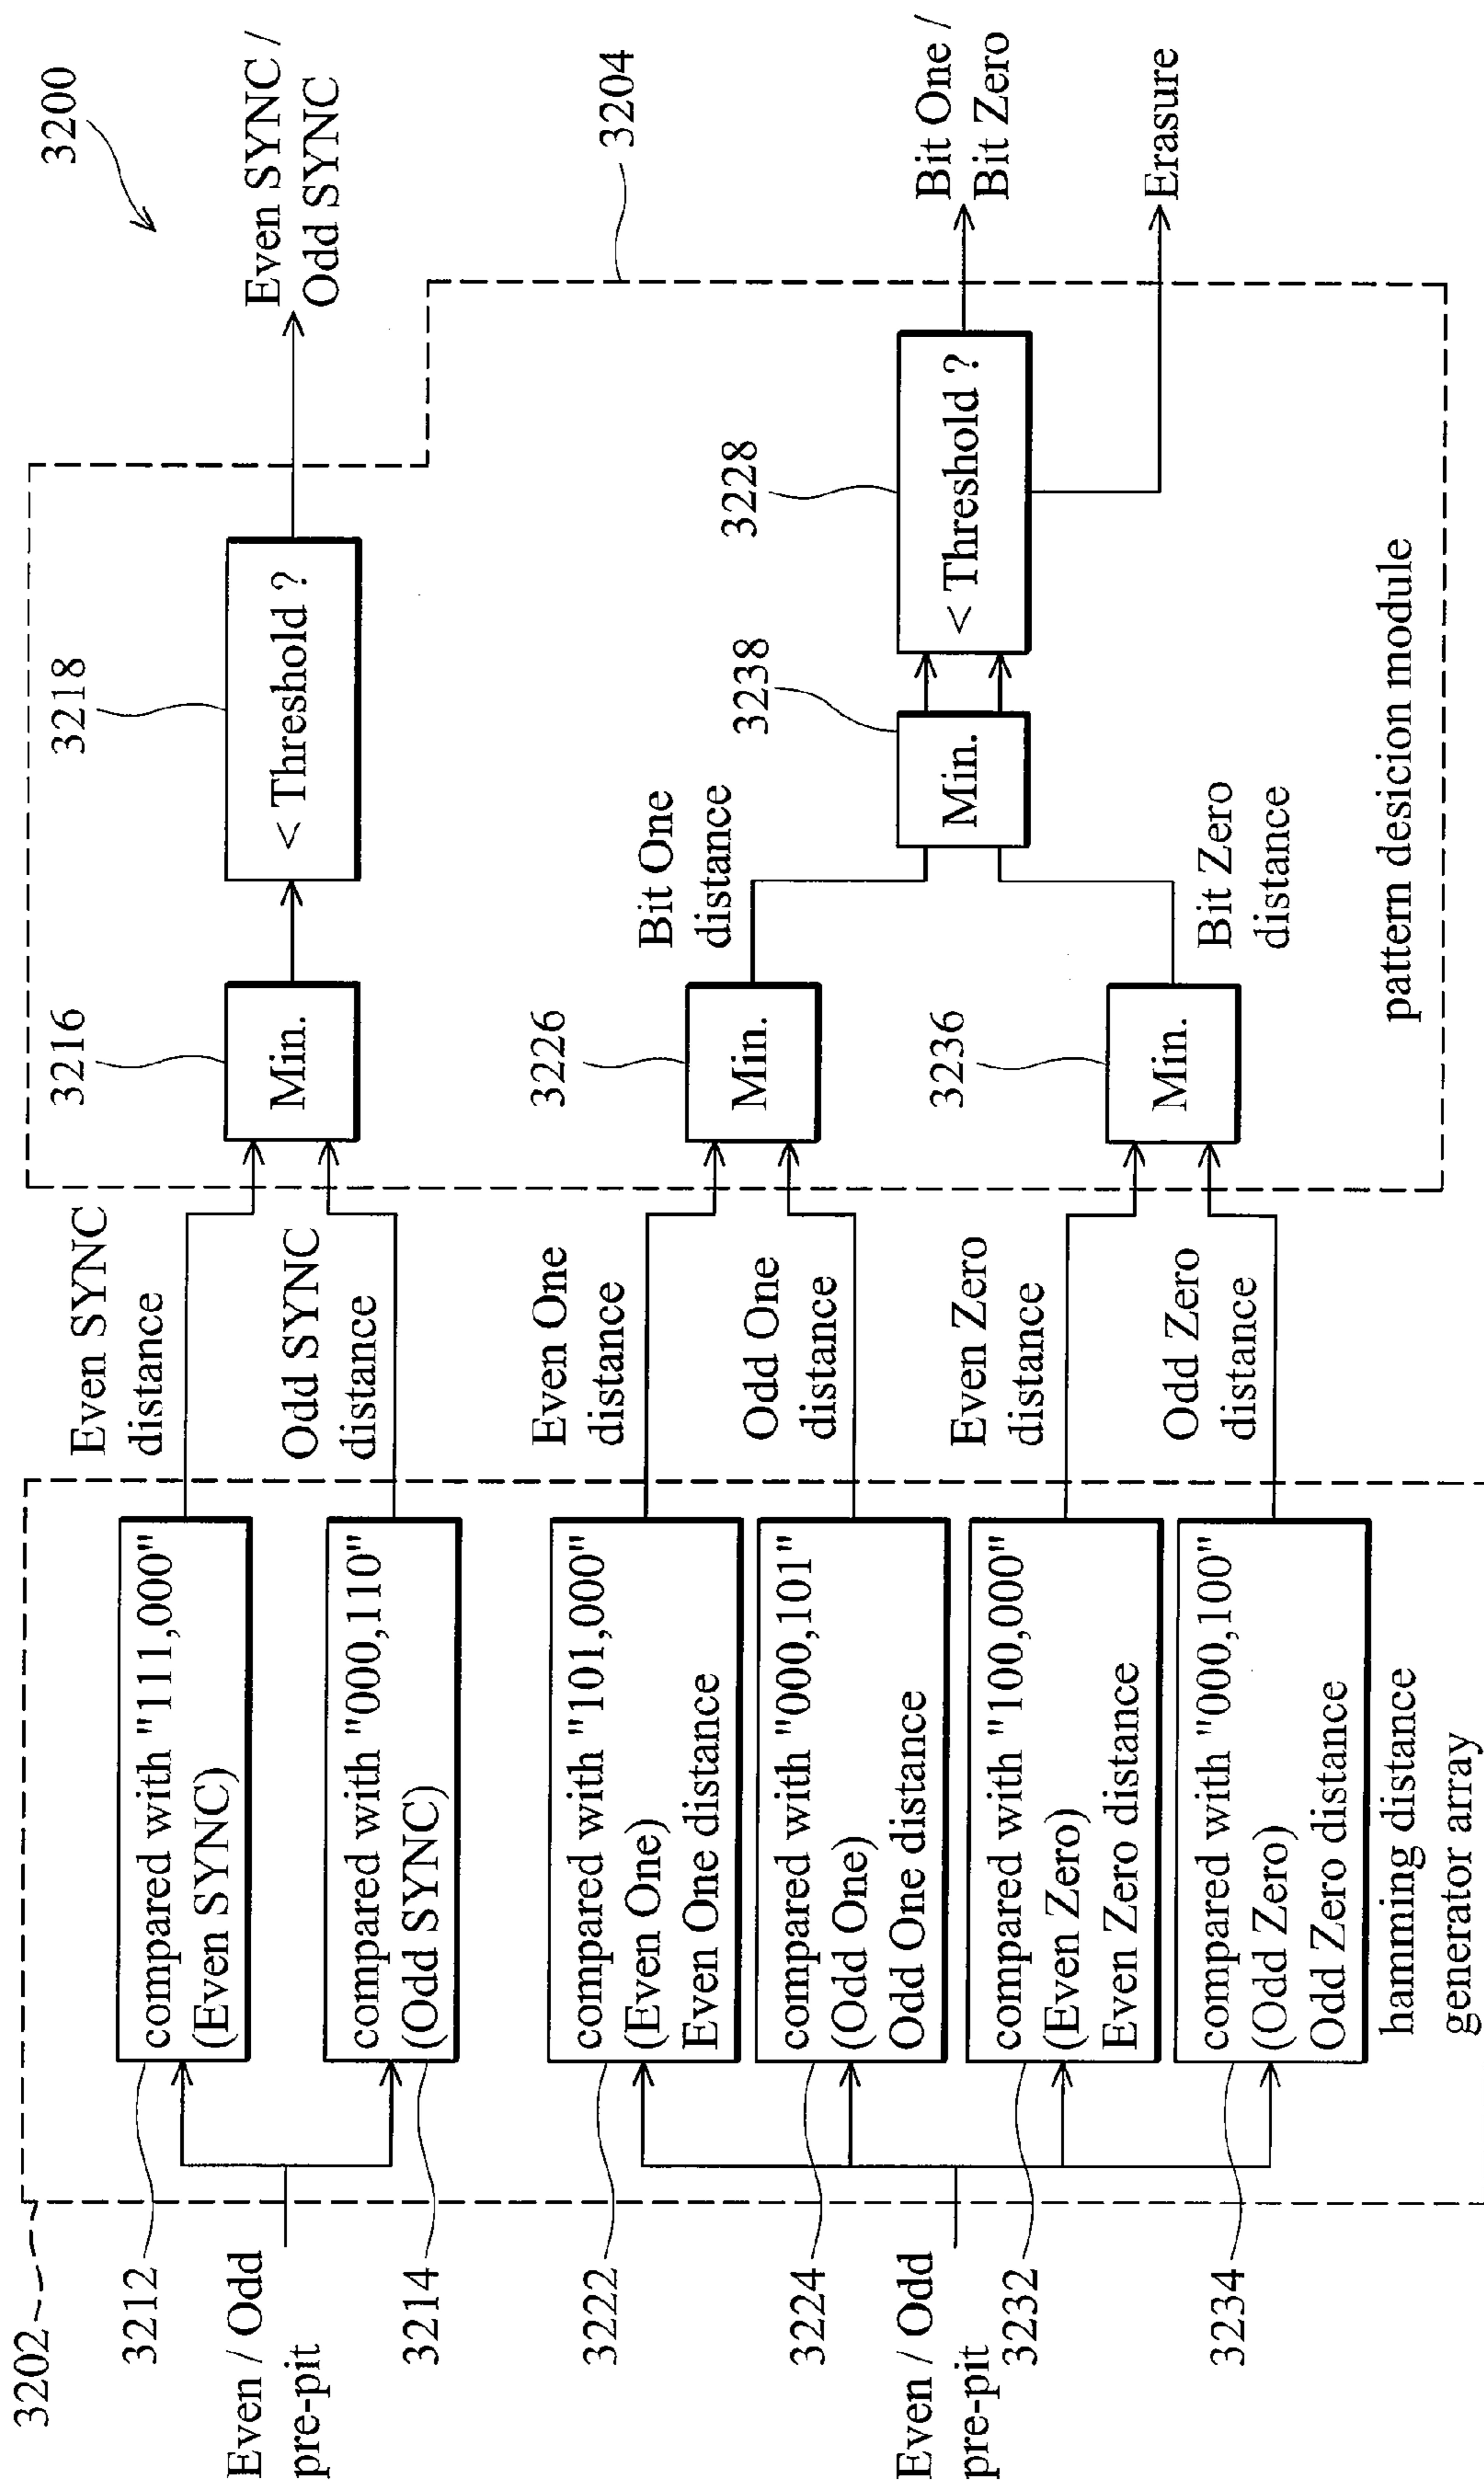 3200
3202
Even / Odd
pre-pit
3212
compared with "111,000"
(Even SYNC)
3214
compared with "000,110"
(Odd SYNC)
Even SYNC
distance
Odd SYNC
distance
3216
Min.
3218
< Threshold ?
Even SYNC /
Odd SYNC
3204
Even / Odd
pre-pit
3222
compared with "101,000"
(Even One)
Even One distance
3224
compared with "000,101"
(Odd One)
Odd One distance
3232
compared with "100,000"
(Even Zero)
Even Zero distance
3234
compared with "000,100"
(Odd Zero)
Odd Zero distance
hamming distance
generator array
Even One
distance
Odd One
distance
Even Zero
distance
Odd Zero
distance
3226
Min.
3236
Min.
Bit One
distance
Bit Zero
distance
3238
Min.
3228
< Threshold ?
Bit One /
Bit Zero
Erasure
pattern desicion module